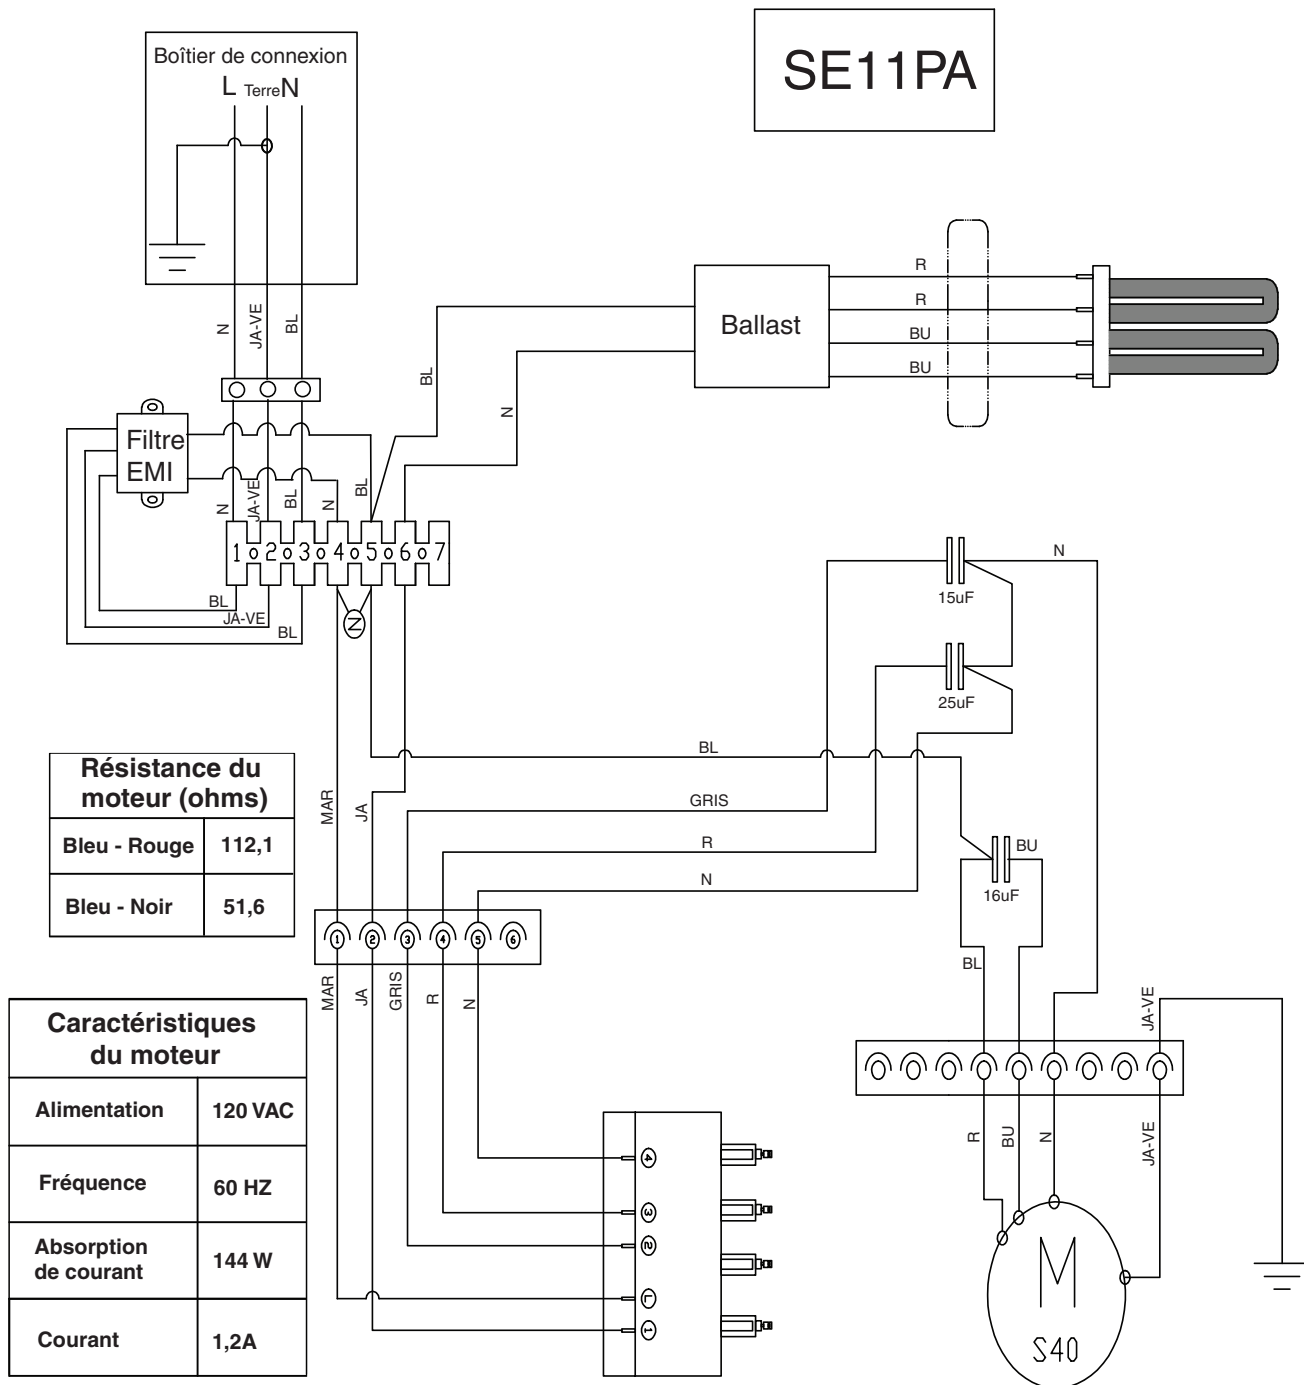 Boîtier de connexion
L Terre N
SE11PA
N
JA-VE
BL
Ballast
R
R
BU
BU
BL
N
Filtre
EMI
N
JA-VE
BL
N
BL
1 2 3 4 5 6 7
BL
JA-VE
BL
N
15uF
N
25uF
BL
GRIS
R
N
MAR
JA
Résistance du
moteur (ohms)
Bleu - Rouge 112,1
Bleu - Noir 51,6
BU
16uF
1 2 3 4 5 6
MAR
JA
GRIS
R
N
BL
JA-VE
Caractéristiques
du moteur
Alimentation 120 VAC
Fréquence 60 HZ
Absorption
de courant 144 W
Courant 1,2A
4
3
2
L
1
R
BU
N
JA-VE
M
S40